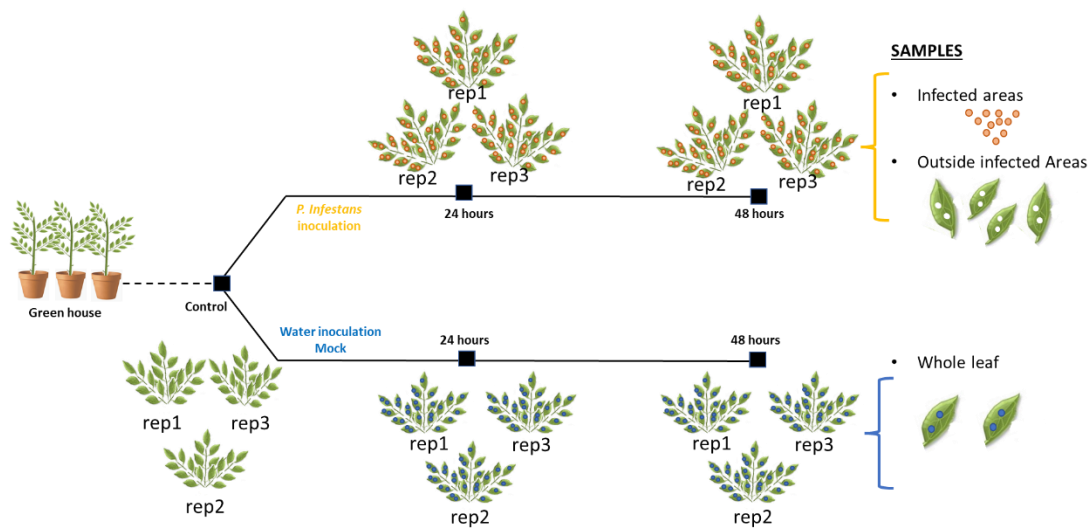 rep1
rep2
rep3
rep1
rep2
rep3
SAMPLES
• Infected areas
• Outside infected Areas
P. Infestans
inoculation
24 hours
48 hours
Green house
Control
Water inoculation
Mock
24 hours
48 hours
rep1
rep3
rep2
rep1
rep3
rep2
rep1
rep3
rep2
• Whole leaf